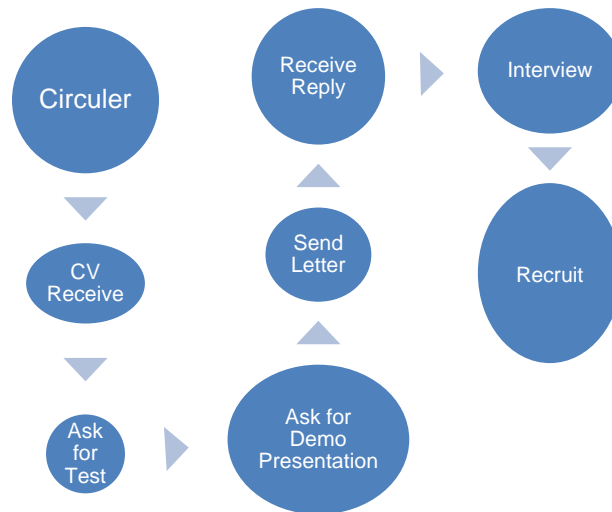 Circuler
CV
Receive
Ask
for
Test
Ask for
Demo
Presentation
Send
Letter
Receive
Reply
Interview
Recruit